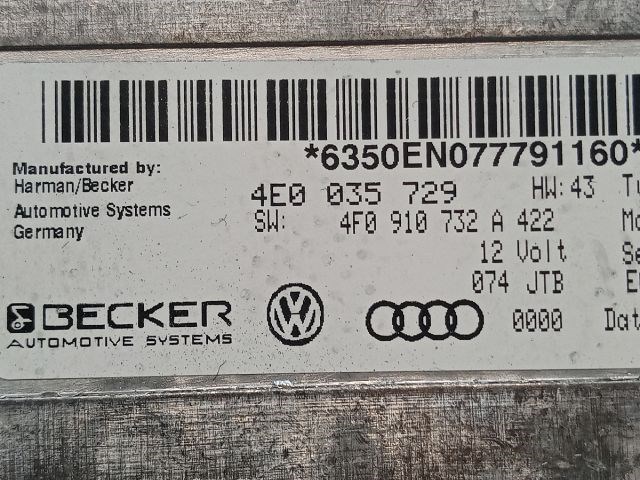 *6350EN077791160*
Manufactured by:
Harman/Becker
Automotive Systems
Germany
4E0 035 729 HW: 43
SW: 4F0 910 732 A 422
12 Volt
074 JTB
0000
BECKER
AUTOMOTIVE SYSTEMS